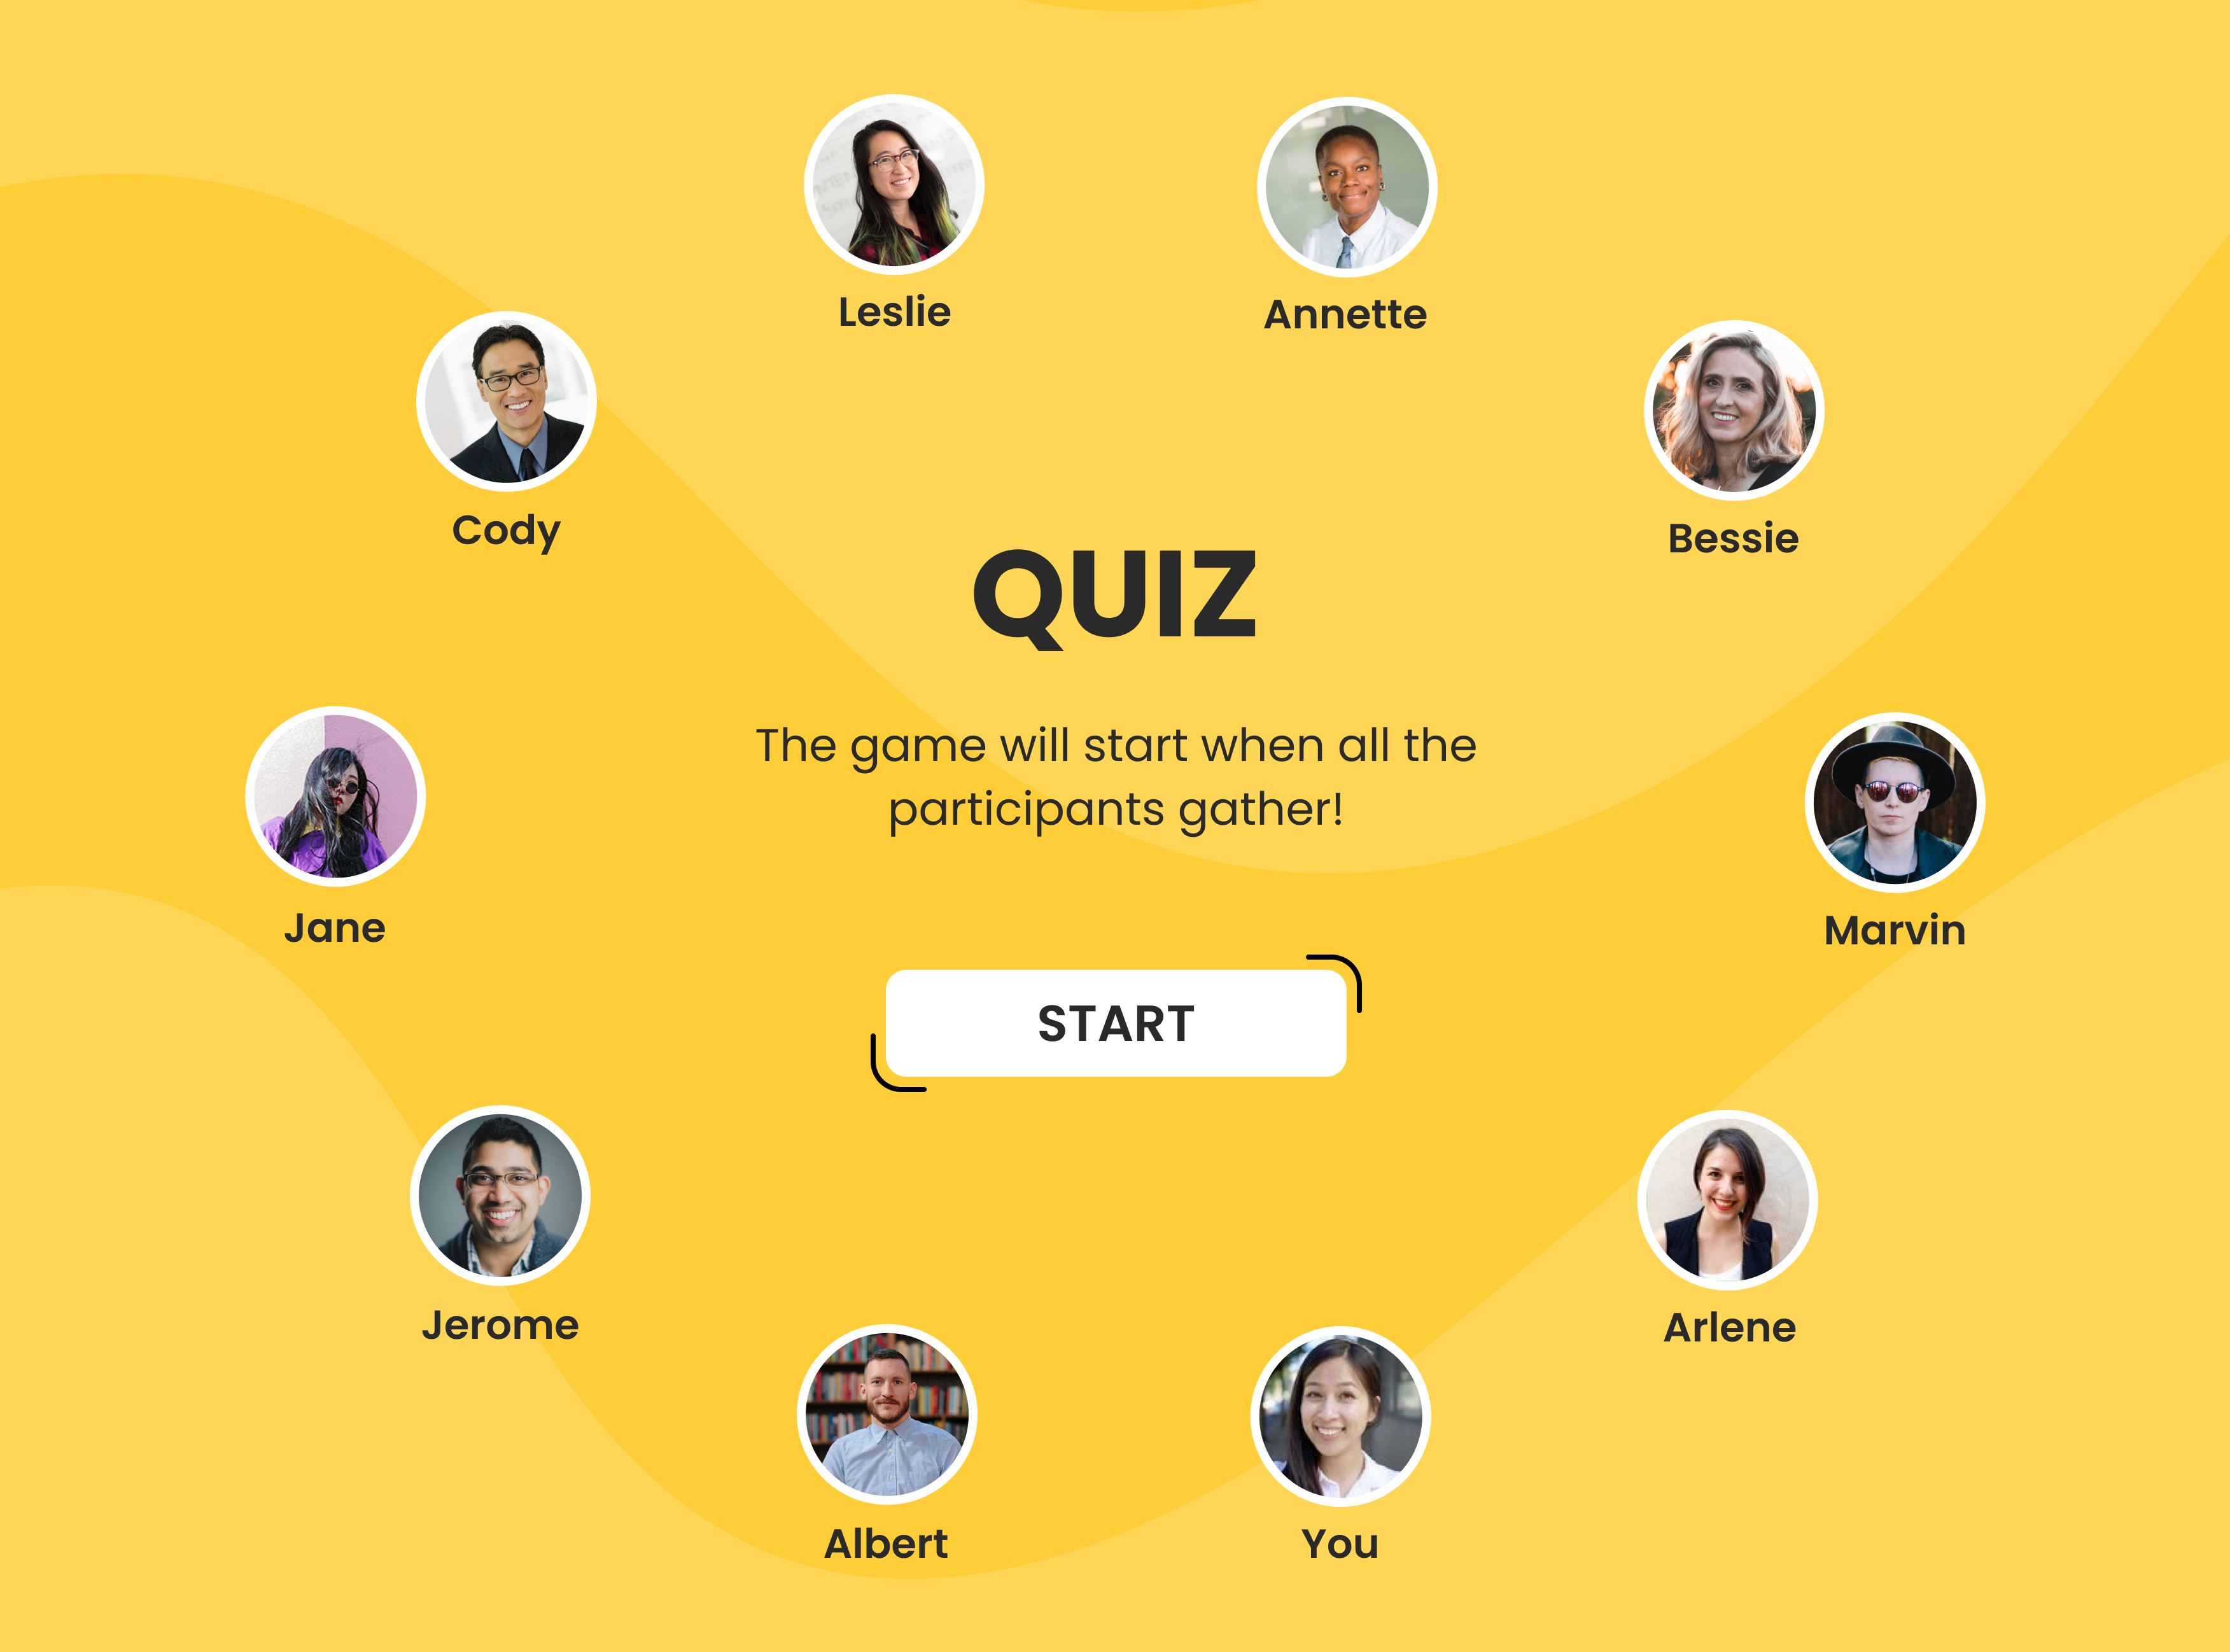 Leslie
Annette
Cody
Bessie
QUIZ
The game will start when all the
participants gather!
Jane
Marvin
START
Jerome
Arlene
Albert
You